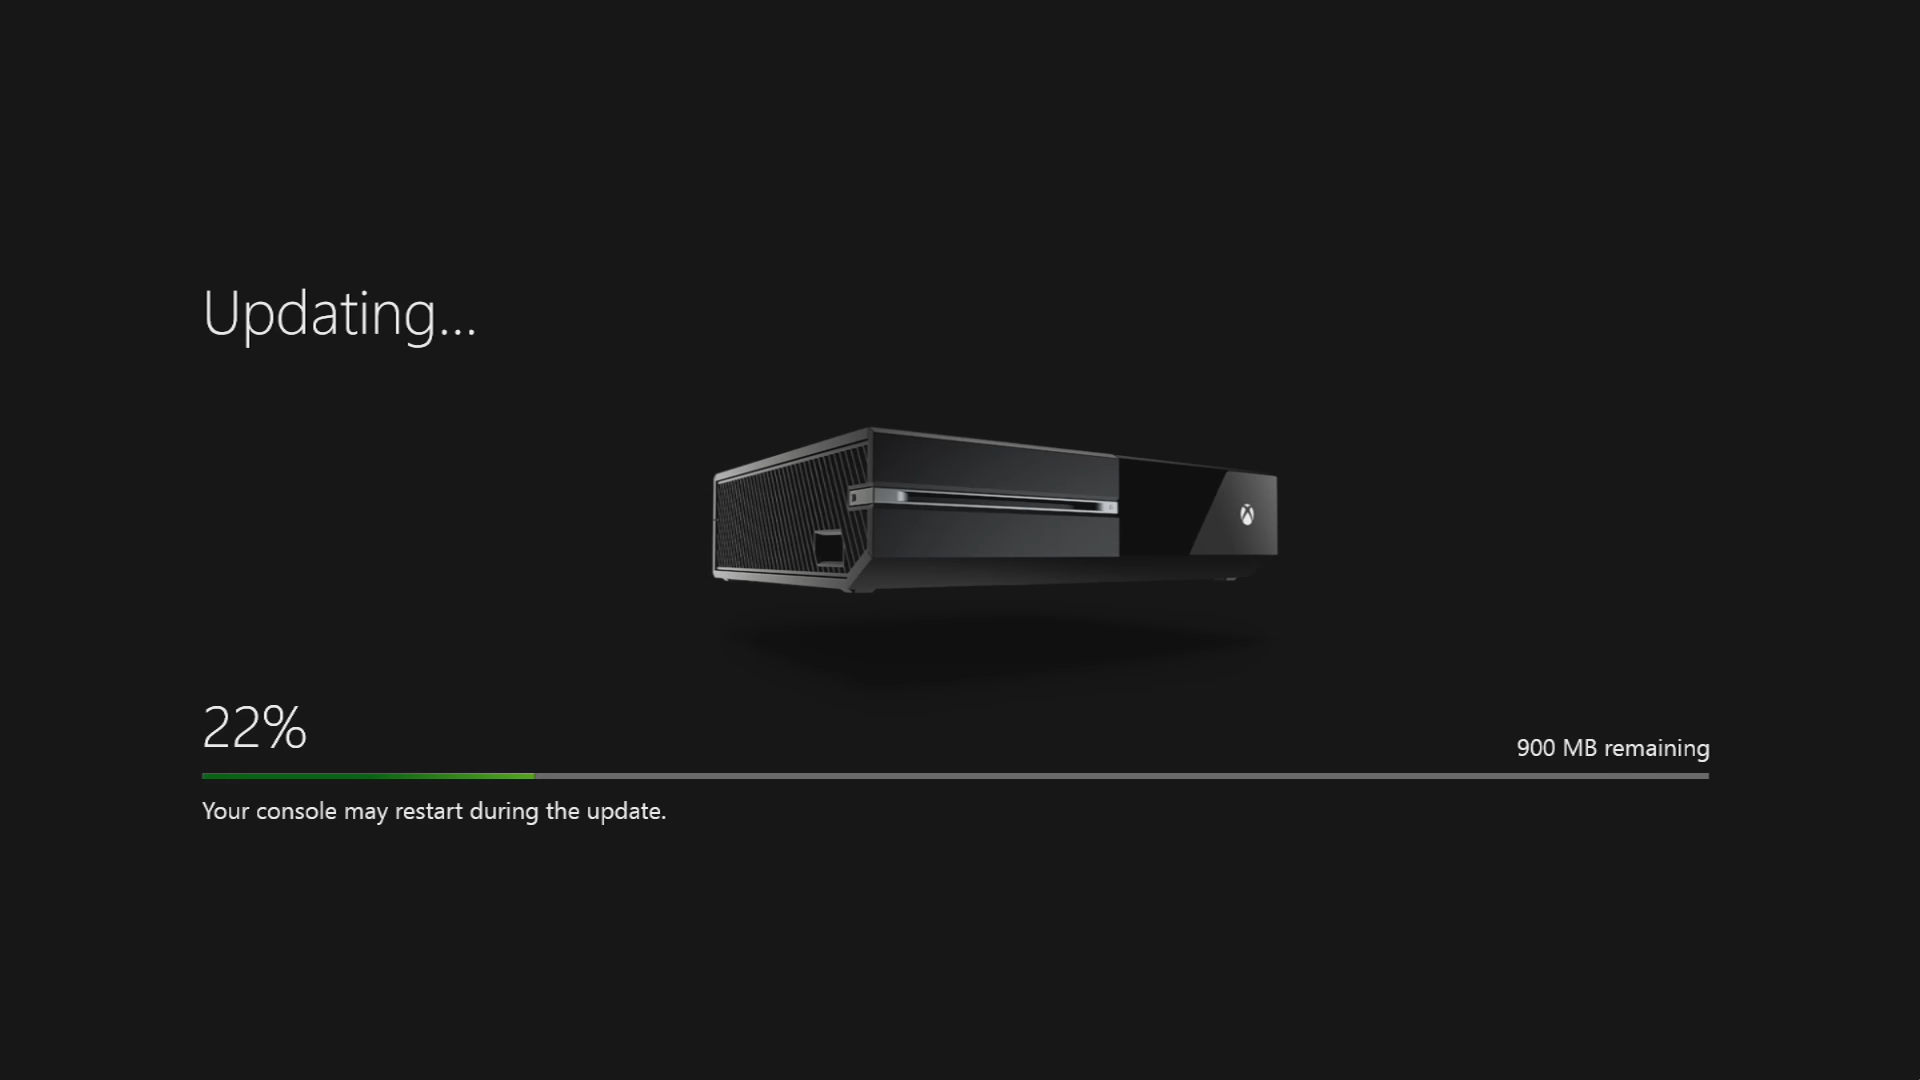 Updating...
22%
900 MB remaining
Your console may restart during the update.